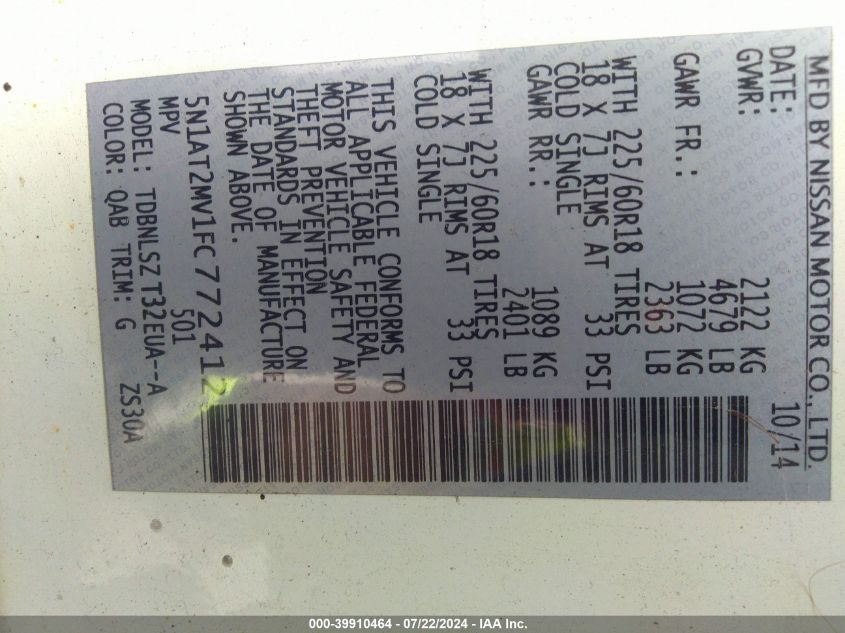 MFD BY NISSAN MOTOR CO., LTD.
DATE: 10/14
GVWR: 2122 KG
4679 LB
GAWR FR.: 1072 KG
2363 LB
WITH 225/60R18 TIRES
18 X 7J RIMS AT 33 PSI
COLD SINGLE
GAWR RR.: 1089 KG
2401 LB
WITH 225/60R18 TIRES
18 X 7J RIMS AT 33 PSI
COLD SINGLE
THIS VEHICLE CONFORMS TO
ALL APPLICABLE FEDERAL
MOTOR VEHICLE SAFETY AND
THEFT PREVENTION
STANDARDS IN EFFECT ON
THE DATE OF MANUFACTURE
SHOWN ABOVE.
5N1AT2MV1FC772412
MPV 501
MODEL: TDBNLSZ T32EUA--A
COLOR: QAB TRIM: G ZS30A
000-39910464 - 07/22/2024 - IAA Inc.